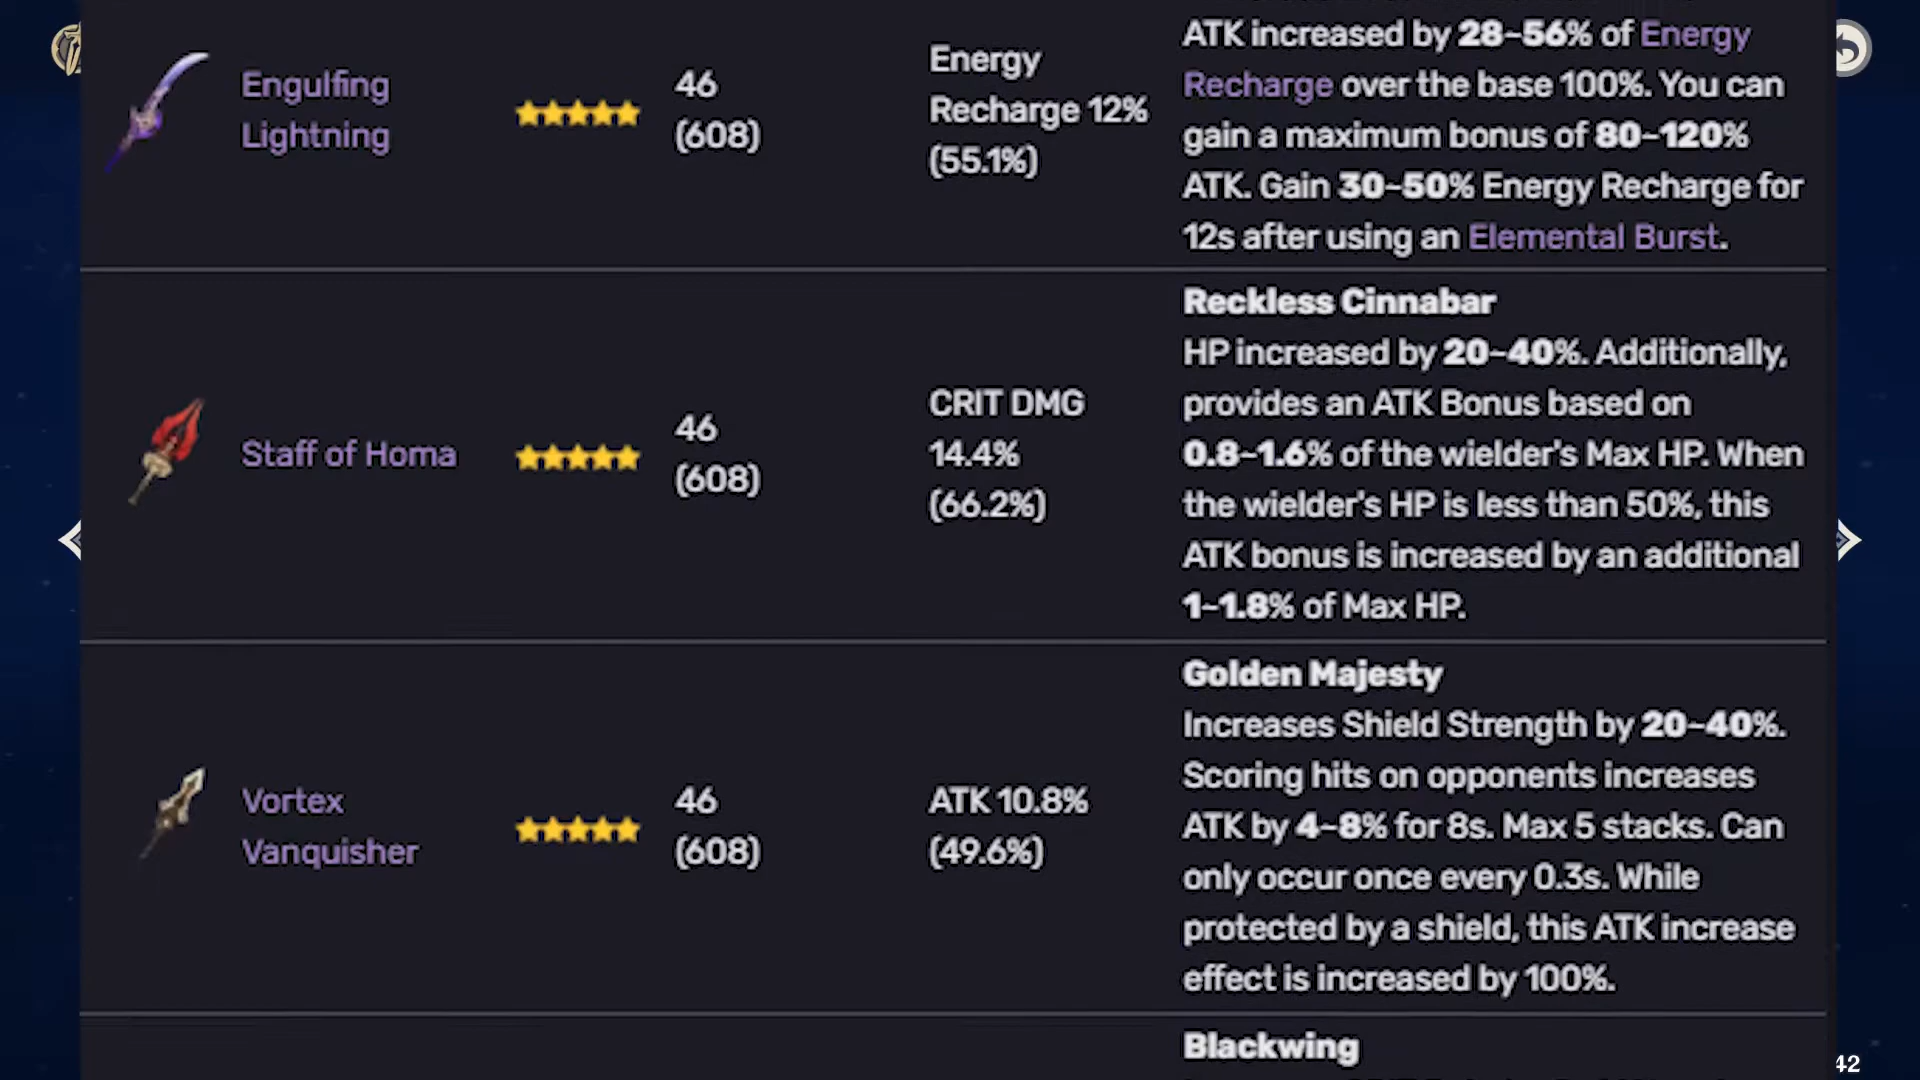 ATK increased by 28~56% of Energy
Recharge over the base 100%. You can
gain a maximum bonus of 80~120%
ATK. Gain 30~50% Energy Recharge for
12s after using an Elemental Burst.
Engulfing
Lightning
46
(608)
Energy
Recharge 12%
(55.1%)
Reckless Cinnabar
HP increased by 20~40%. Additionally,
provides an ATK Bonus based on
0.8~1.6% of the wielder's Max HP. When
the wielder's HP is less than 50%, this
ATK bonus is increased by an additional
1~1.8% of Max HP.
Staff of Homa
46
(608)
CRIT DMG
14.4%
(66.2%)
Golden Majesty
Increases Shield Strength by 20~40%.
Scoring hits on opponents increases
ATK by 4~8% for 8s. Max 5 stacks. Can
only occur once every 0.3s. While
protected by a shield, this ATK increase
effect is increased by 100%.
Vortex
Vanquisher
46
(608)
ATK 10.8%
(49.6%)
Blackwing
42